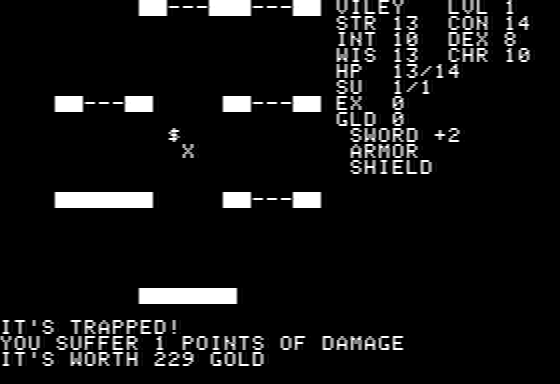 VILEY LVL 1
STR 13 CON 14
INT 10 DEX 8
WIS 13 CHR 10
HP 13/14
SU 1/1
EX 0
GLD 0
SWORD +2
ARMOR
SHIELD
$
X
IT'S TRAPPED!
YOU SUFFER 1 POINTS OF DAMAGE
IT'S WORTH 229 GOLD